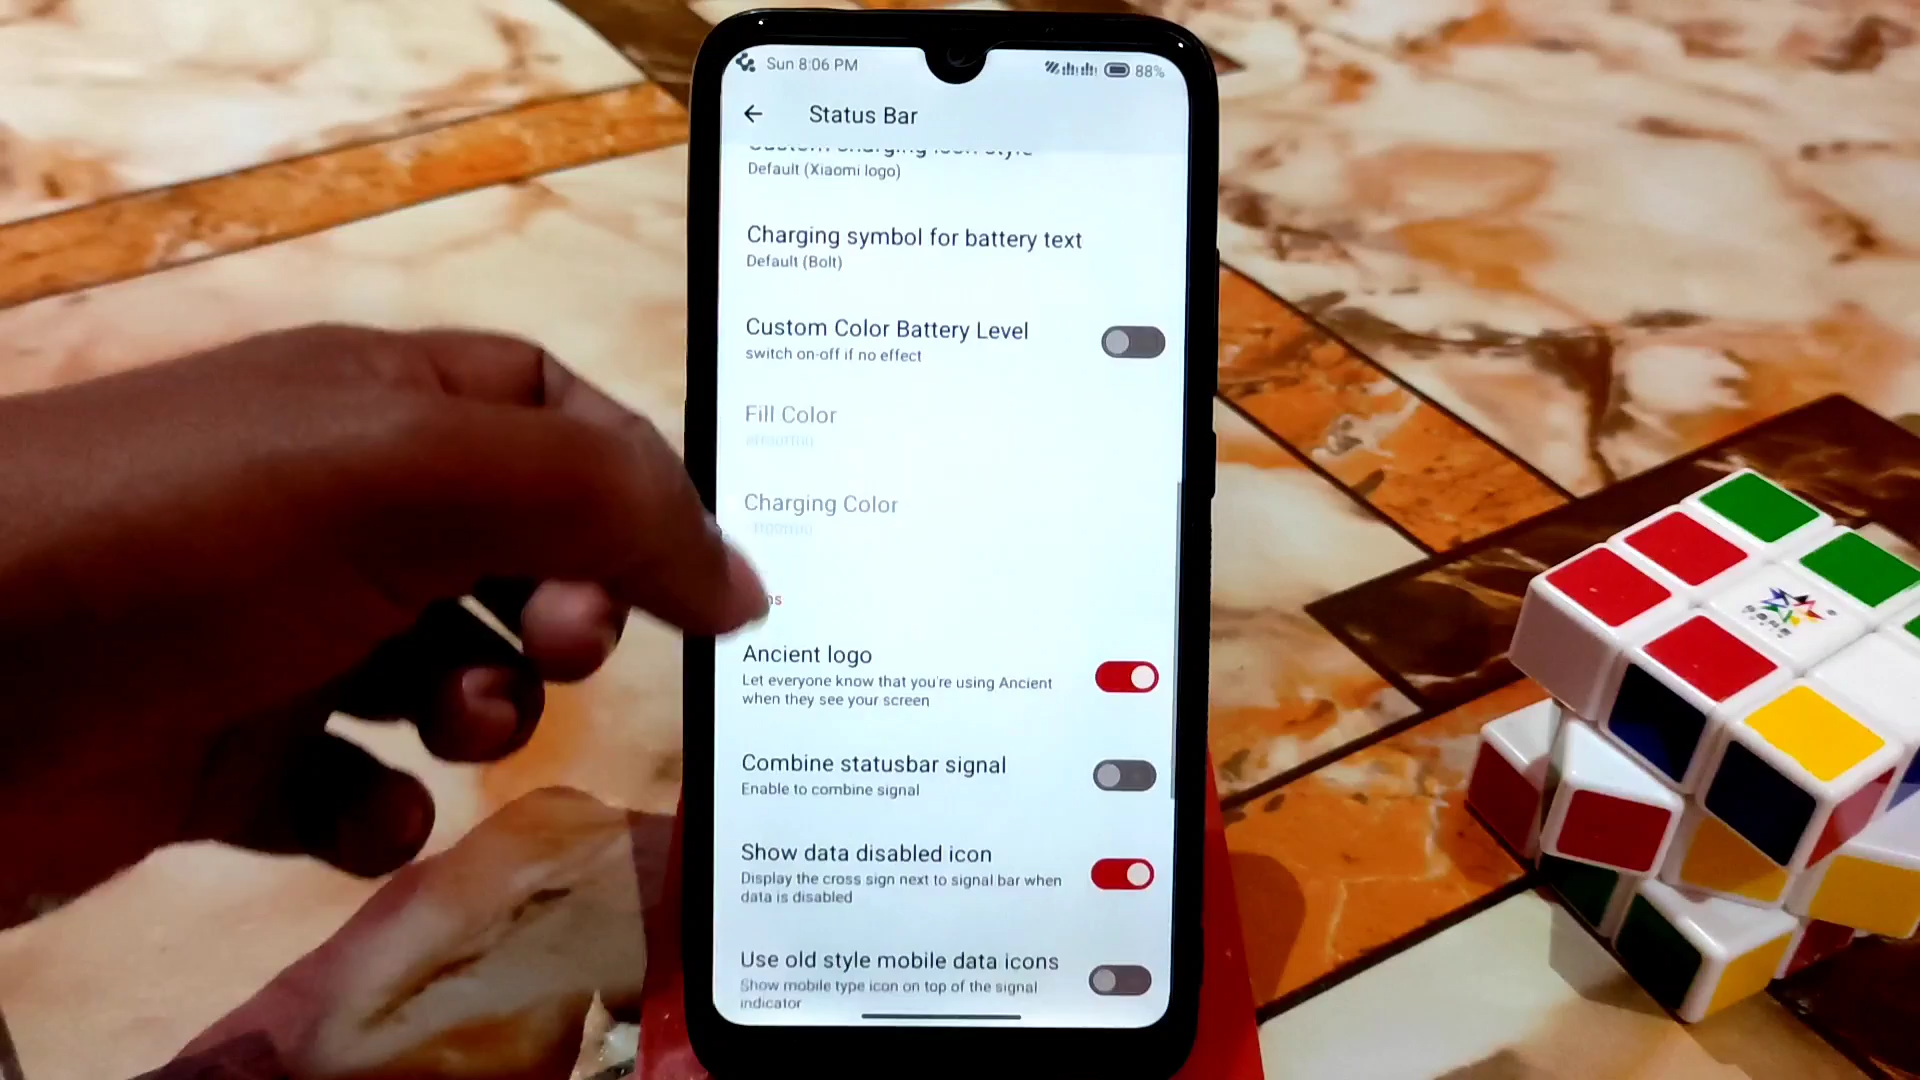 Sun 8:06 PM
88%
Status Bar
Default (Xiaomi logo)
Charging symbol for battery text
Default (Bolt)
Custom Color Battery Level
switch on-off if no effect
Fill Color
Charging Color
Ancient logo
Let everyone know that you're using Ancient
when they see your screen
Combine statusbar signal
Enable to combine signal
Show data disabled icon
Display the cross sign next to signal bar when
data is disabled
Use old style mobile data icons
Show mobile type icon on top of the signal
indicator